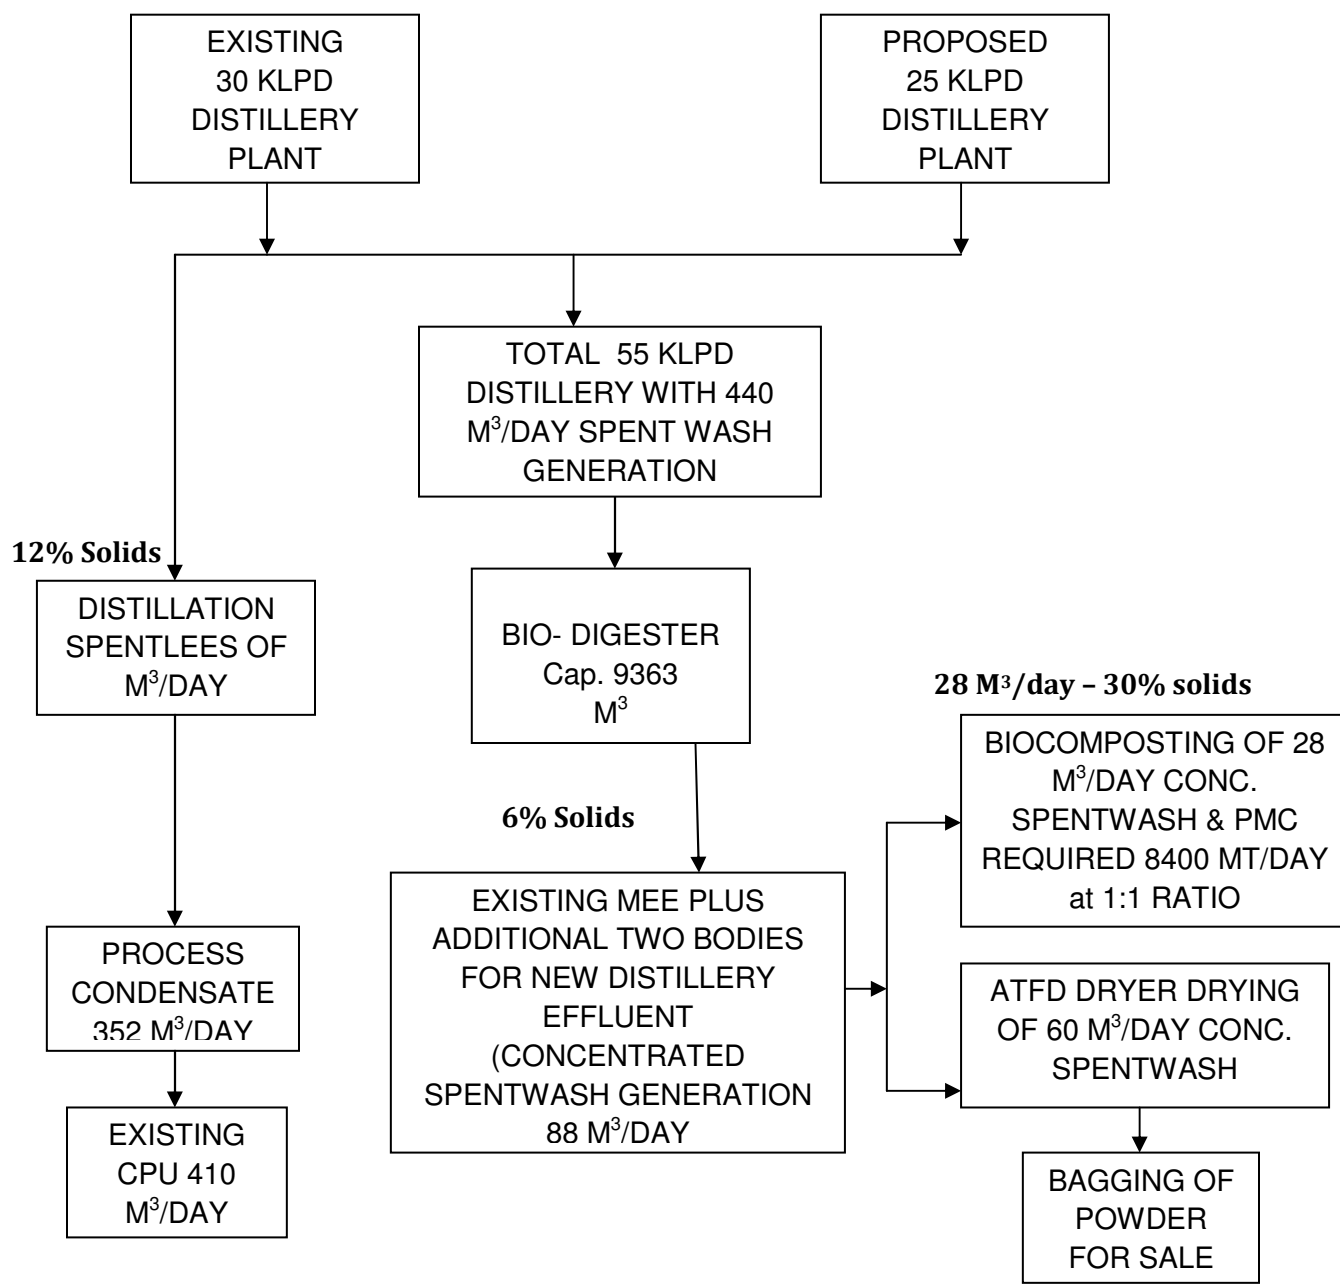 EXISTING
30 KLPD
DISTILLERY
PLANT
PROPOSED
25 KLPD
DISTILLERY
PLANT
TOTAL  55 KLPD
DISTILLERY WITH 440
M³/DAY SPENT WASH
GENERATION
12% Solids
DISTILLATION
SPENTLEES OF
M³/DAY
BIO- DIGESTER
Cap. 9363
M³
28 M³/day – 30% solids
BIOCOMPOSTING OF 28
M³/DAY CONC.
SPENTWASH & PMC
REQUIRED 8400 MT/DAY
at 1:1 RATIO
6% Solids
EXISTING MEE PLUS
ADDITIONAL TWO BODIES
FOR NEW DISTILLERY
EFFLUENT
(CONCENTRATED
SPENTWASH GENERATION
88 M³/DAY
PROCESS
CONDENSATE
352 M³/DAY
ATFD DRYER DRYING
OF 60 M³/DAY CONC.
SPENTWASH
EXISTING
CPU 410
M³/DAY
BAGGING OF
POWDER
FOR SALE